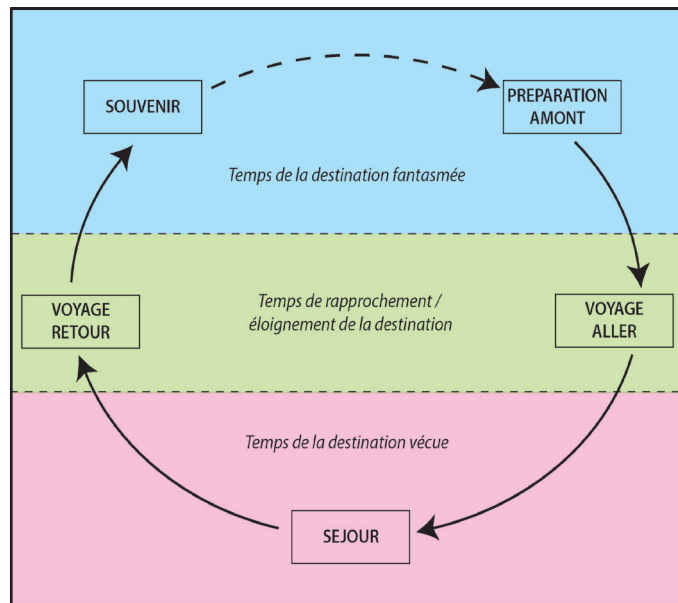 SOUVENIR
PREPARATION
AMONT
Temps de la destination fantasmée
VOYAGE
RETOUR
Temps de rapprochement /
éloignement de la destination
VOYAGE
ALLER
Temps de la destination vécue
SEJOUR